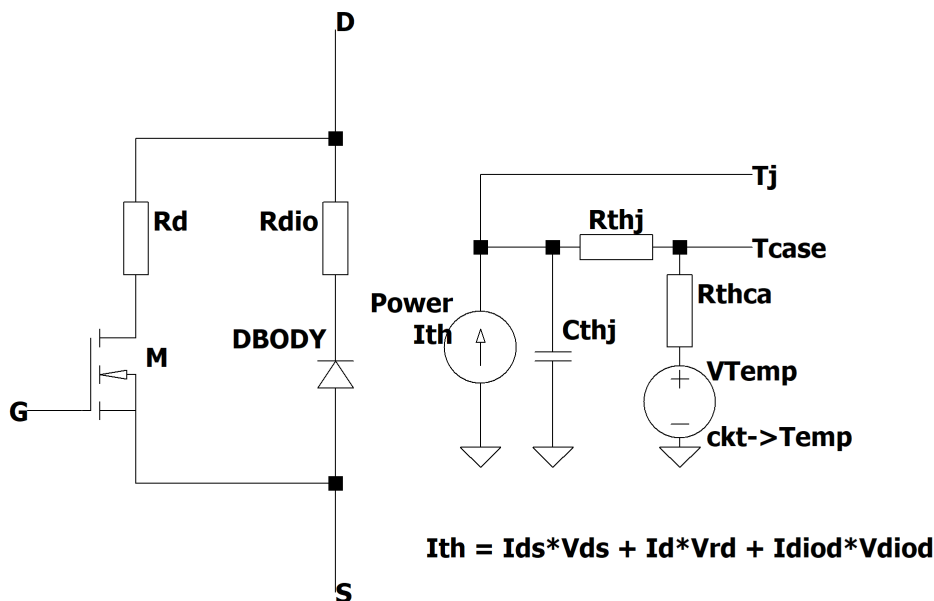 D
Tj
Rd
Rdio
Rthj
Tcase
Rthca
Power
Ith
DBODY
Cthj
M
VTemp
G
ckt->Temp
Ith = Ids*Vds + Id*Vrd + Idiod*Vdiod
S